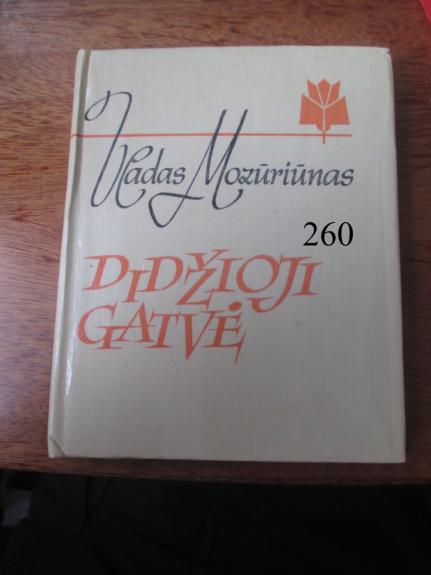 Vladas Mozūriūnas
260
DIDŽIOJI
GATVĖ